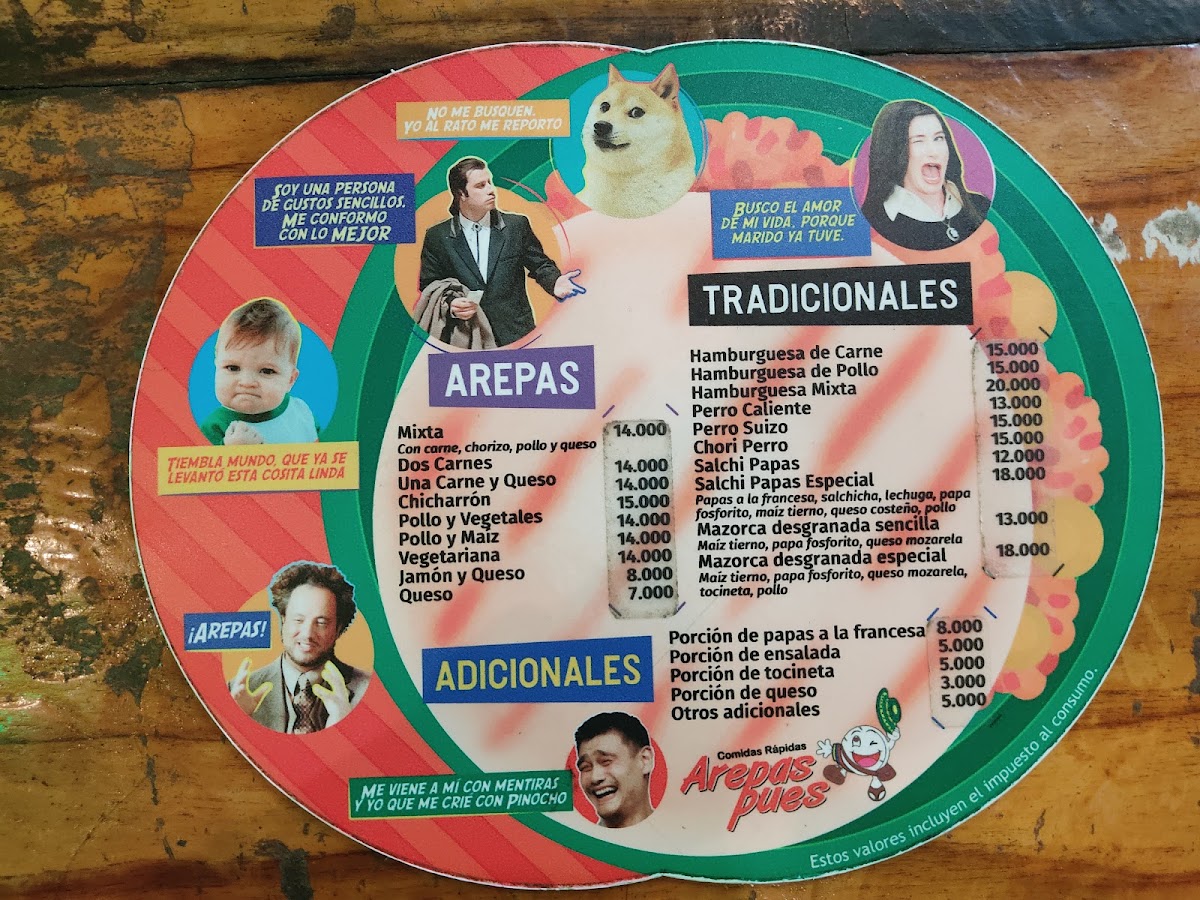 NO ME BUSQUEN.
YO AL RATO ME REPORTO
SOY UNA PERSONA
DE GUSTOS SENCILLOS.
ME CONFORMO
CON LO MEJOR
BUSCO EL AMOR
DE MI VIDA, PORQUE
MARIDO YA TUVE.
TIEMBLA MUNDO, QUE YA SE
LEVANTÓ ESTA COSITA LINDA
¡AREPAS!
ME VIENE A MÍ CON MENTIRAS
Y YO QUE ME CRIÉ CON PINOCHO
AREPAS
Mixta 14.000
Con carne, chorizo, pollo y queso
Dos Carnes 14.000
Una Carne y Queso 14.000
Chicharrón 15.000
Pollo y Vegetales 14.000
Pollo y Maíz 14.000
Vegetariana 14.000
Jamón y Queso 8.000
Queso 7.000
TRADICIONALES
Hamburguesa de Carne 15.000
Hamburguesa de Pollo 15.000
Hamburguesa Mixta 20.000
Perro Caliente 13.000
Perro Suizo 15.000
Chori Perro 15.000
Salchi Papas 12.000
Salchi Papas Especial 18.000
Papas a la francesa, salchicha, lechuga, papa
fosforito, maíz tierno, queso costeño, pollo
Mazorca desgranada sencilla 13.000
Maíz tierno, papa fosforito, queso mozarela
Mazorca desgranada especial 18.000
Maíz tierno, papa fosforito, queso mozarela,
tocineta, pollo
ADICIONALES
Porción de papas a la francesa 8.000
Porción de ensalada 5.000
Porción de tocineta 5.000
Porción de queso 3.000
Otros adicionales 5.000
Comidas Rápidas
Arepas
pues
Estos valores incluyen el impuesto al consumo.